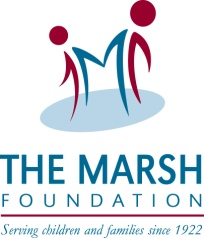 THE MARSH
FOUNDATION
Serving children and families since 1922